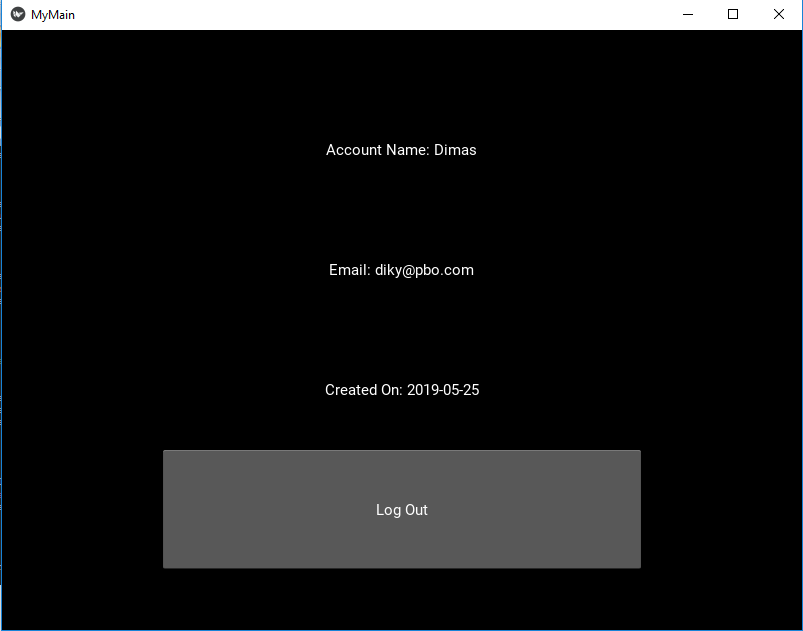 MyMain
Account Name: Dimas
Email: diky@pbo.com
Created On: 2019-05-25
Log Out